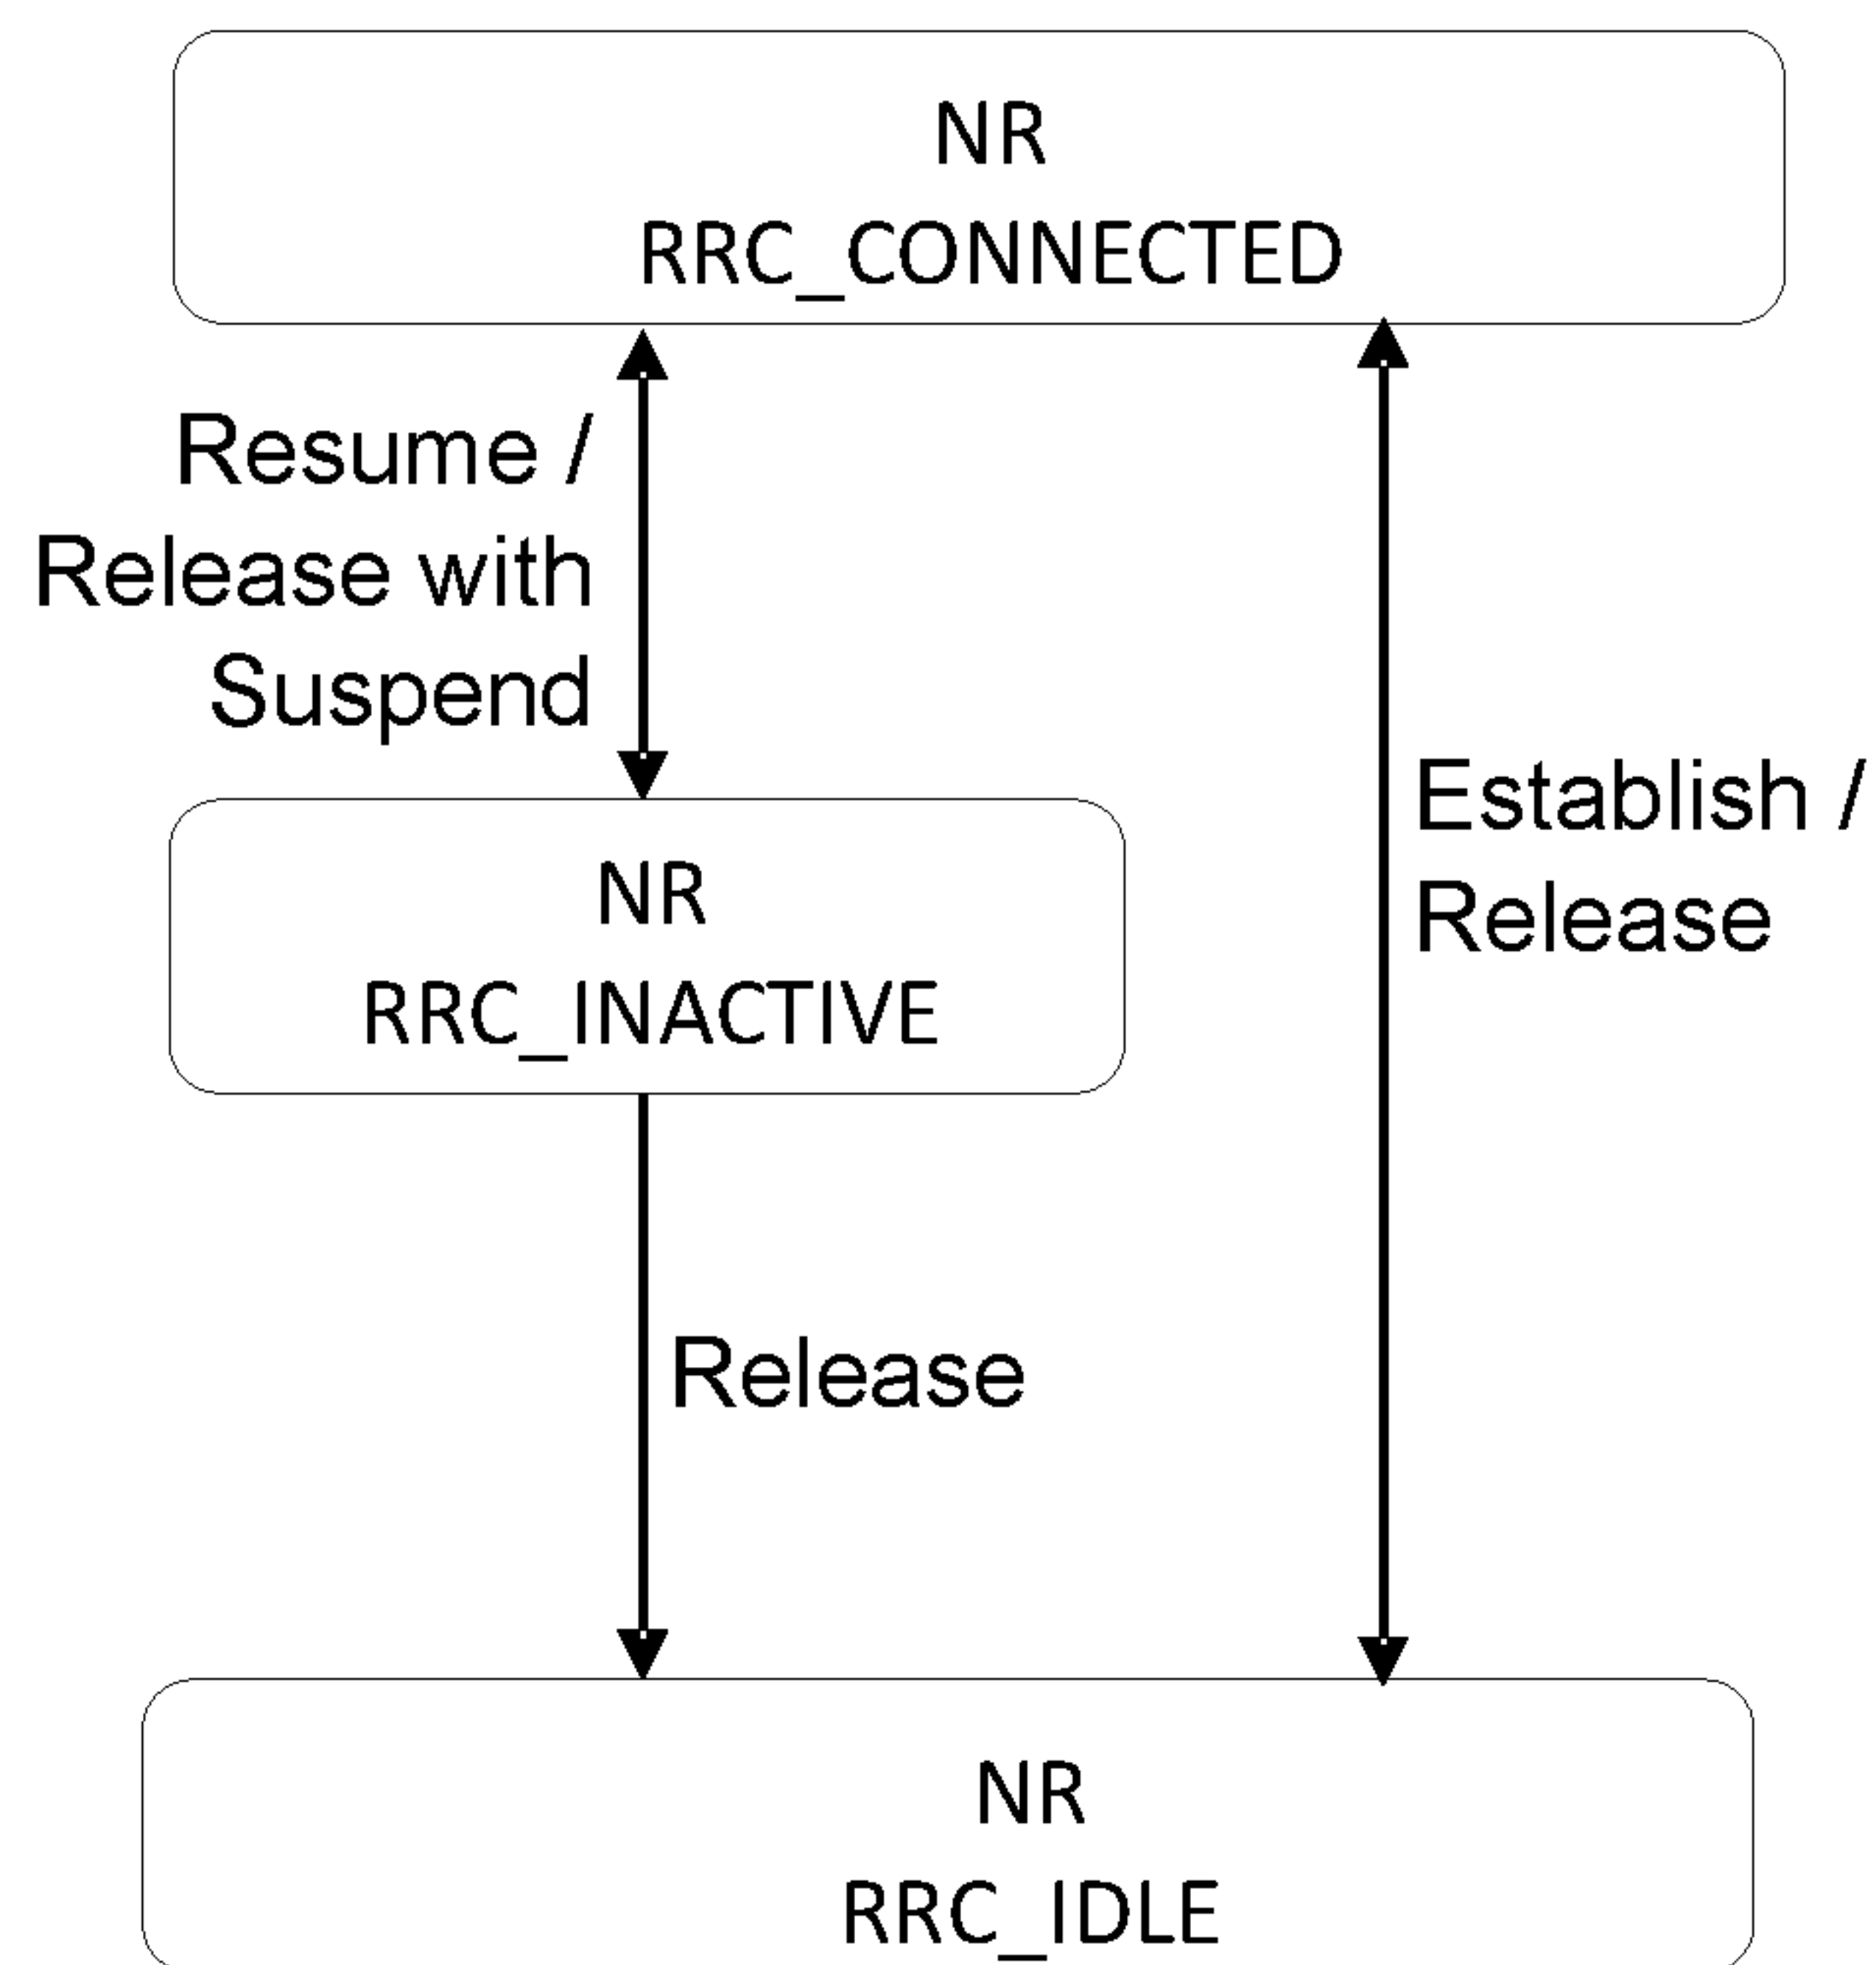 NR
RRC_CONNECTED
Resume /
Release with
Suspend
Establish /
Release
NR
RRC_INACTIVE
Release
NR
RRC_IDLE